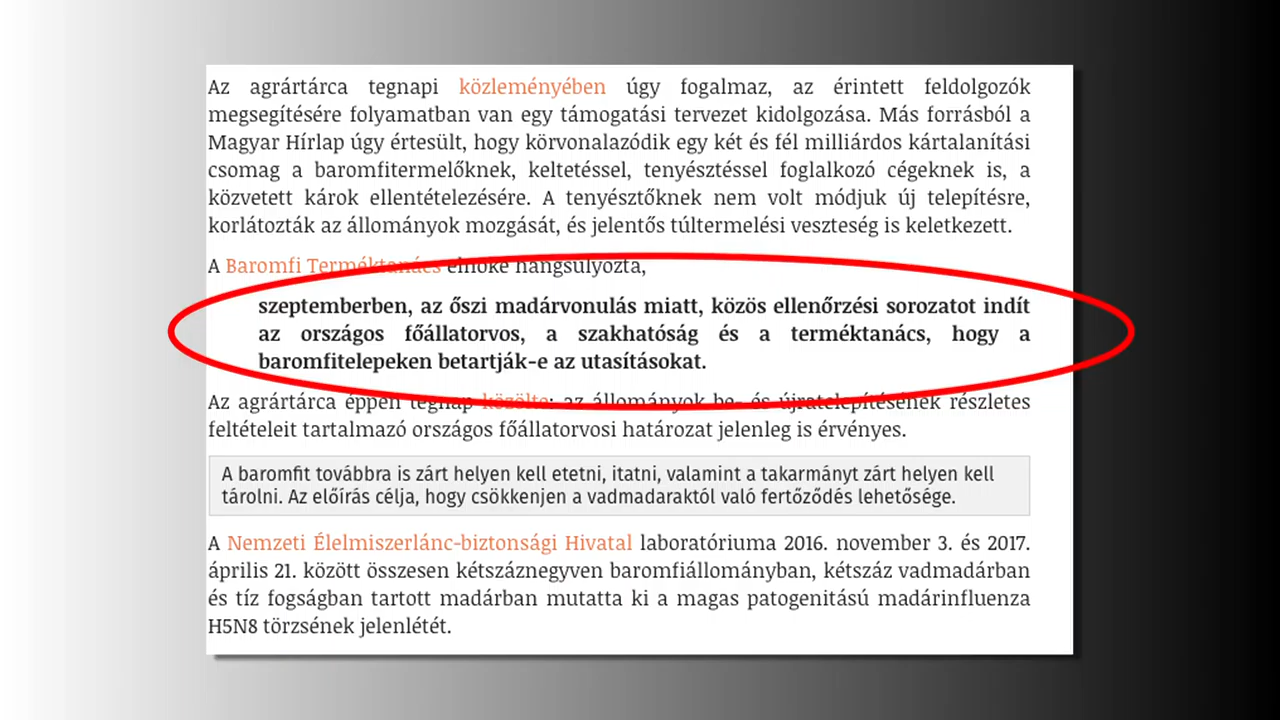 Az agrártárca tegnapi közleményében úgy fogalmaz, az érintett feldolgozók
megsegítésére folyamatban van egy támogatási tervezet kidolgozása. Más forrásból a
Magyar Hírlap úgy értesült, hogy körvonalazódik egy két és fél milliárdos kártalanítási
csomag a baromfitermelőknek, keltetéssel, tenyésztéssel foglalkozó cégeknek is, a
közvetett károk ellentételezésére. A tenyésztőknek nem volt módjuk új telepítésre,
korlátozták az állományok mozgását, és jelentős túltermelési veszteség is keletkezett.
A Baromfi Terméktanács elnöke hangsúlyozta,
szeptemberben, az őszi madárvonulás miatt, közös ellenőrzési sorozatot indít
az országos főállatorvos, a szakhatóság és a terméktanács, hogy a
baromfitelepeken betartják-e az utasításokat.
Az agrártárca éppen tegnap közölte: az állományok be- és újratelepítésének részletes
feltételeit tartalmazó országos főállatorvosi határozat jelenleg is érvényes.
A baromfit továbbra is zárt helyen kell etetni, itatni, valamint a takarmányt zárt helyen kell
tárolni. Az előírás célja, hogy csökkenjen a vadmadaraktól való fertőződés lehetősége.
A Nemzeti Élelmiszerlánc-biztonsági Hivatal laboratóriuma 2016. november 3. és 2017.
április 21. között összesen kétszáznegyven baromfiállományban, kétszáz vadmadárban
és tíz fogságban tartott madárban mutatta ki a magas patogenitású madárinfluenza
H5N8 törzsének jelenlétét.